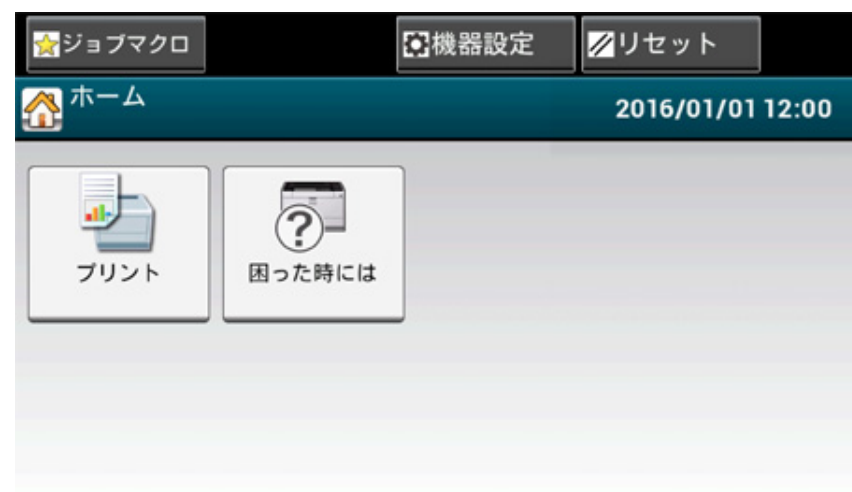 ジョブマクロ
機器設定
リセット
ホーム
2016/01/01 12:00
プリント
困った時には